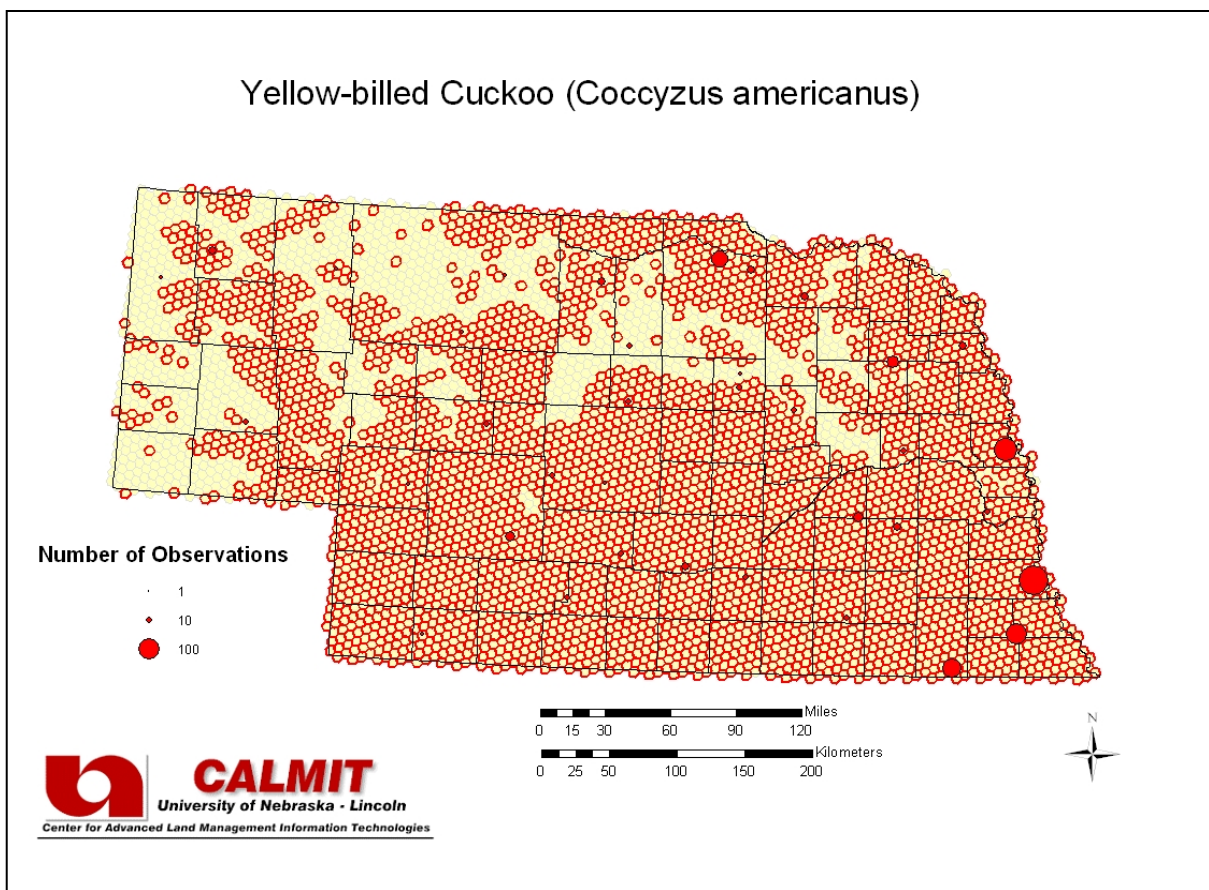 Yellow-billed Cuckoo (Coccyzus americanus)
Number of Observations
1
10
100
Miles
0 15 30 60 90 120
Kilometers
0 25 50 100 150 200
N
CALMIT
University of Nebraska - Lincoln
Center for Advanced Land Management Information Technologies